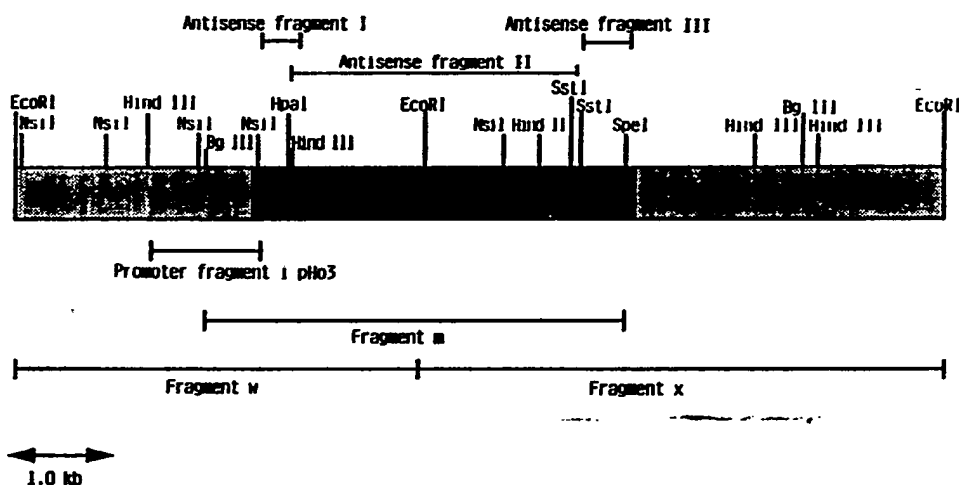 Antisense fragment I
Antisense fragment III
Antisense fragment II
SstI
EcoRI
Hind III
HpaI
EcoRI
SstI
Bg III
EcoRI
NsiI
NsiI
NsiI
NsiI
NsiI
Hind II
SpeI
Hind III
Hind III
Bg III
Hind III
Promoter fragment i pHo3
Fragment m
Fragment w
Fragment x
1.0 kb